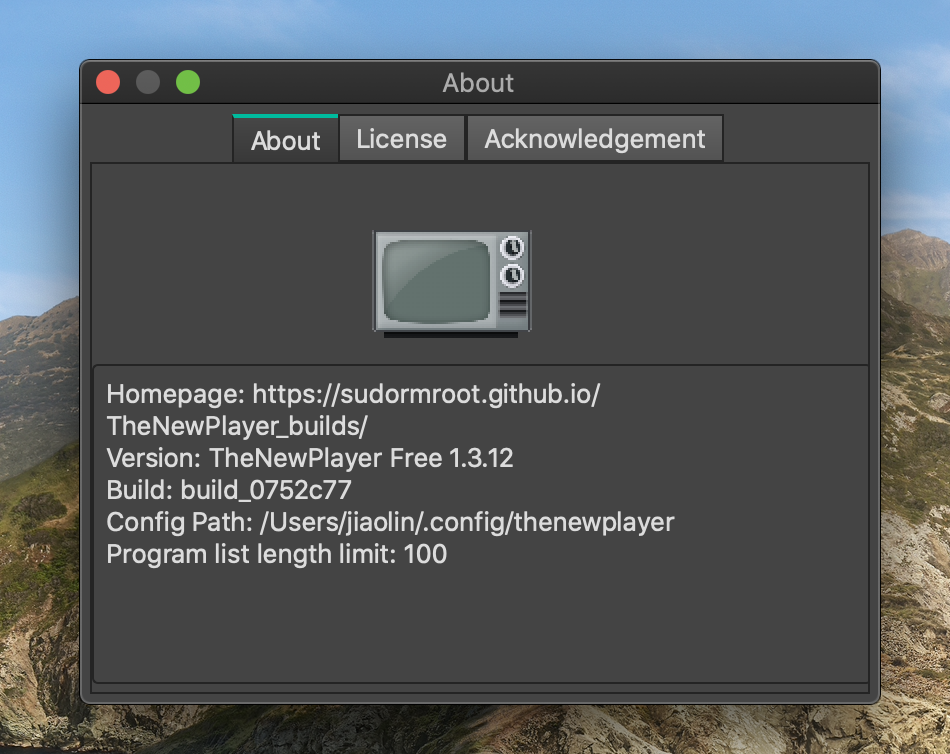 About
About
License
Acknowledgement
Homepage: https://sudormroot.github.io/
TheNewPlayer_builds/
Version: TheNewPlayer Free 1.3.12
Build: build_0752c77
Config Path: /Users/jiaolin/.config/thenewplayer
Program list length limit: 100